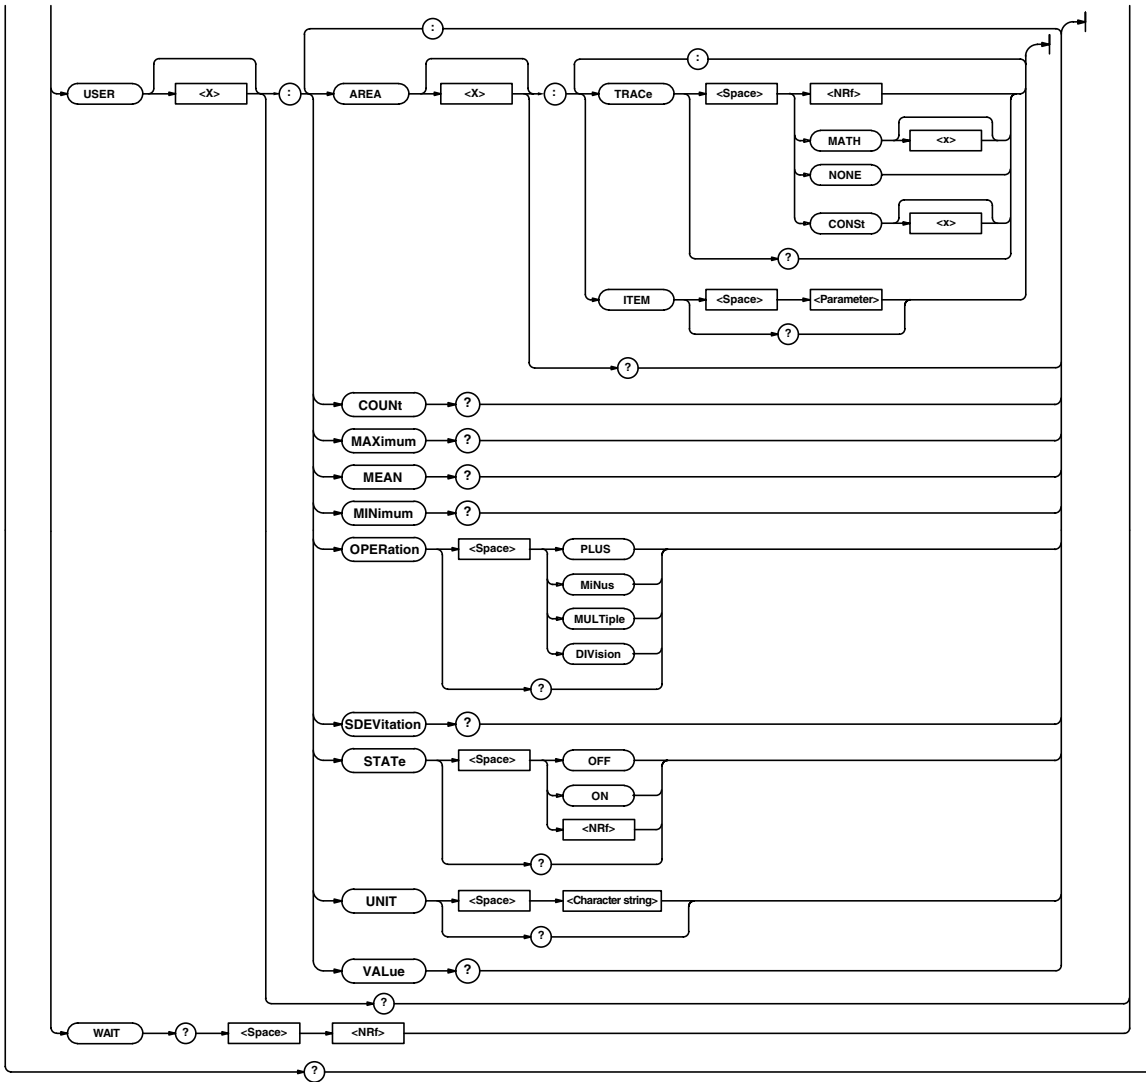 :
:
USER <X> : AREA <X> : TRACe <Space> <NRf>
MATH <x>
NONE
CONSt <x>
?
ITEM <Space> <Parameter>
?
?
COUNt ?
MAXimum ?
MEAN ?
MINimum ?
OPERation <Space> PLUS
MiNus
MULTiple
DIVision
?
SDEVitation ?
STATe <Space> OFF
ON
<NRf>
?
UNIT <Space> <Character string>
?
VALue ?
?
WAIT ? <Space> <NRf>
?